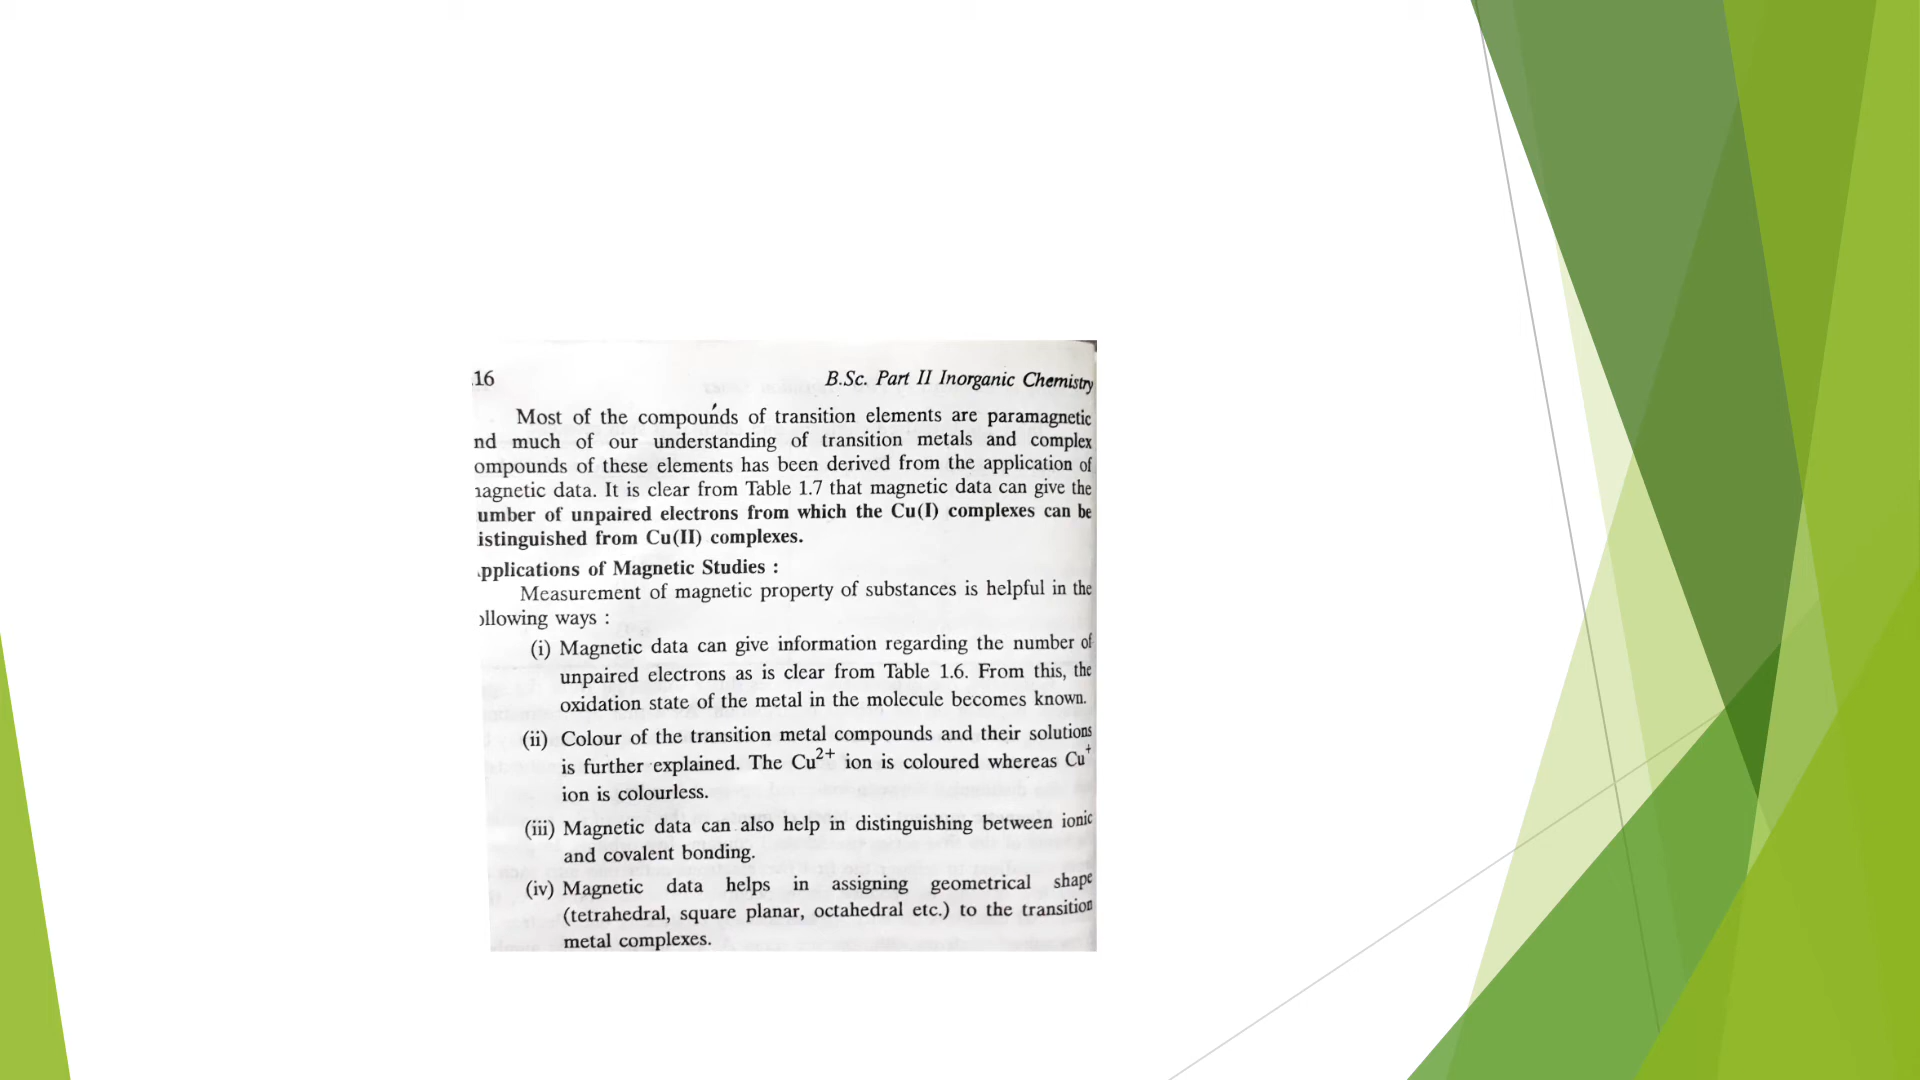 .16 B.Sc. Part II Inorganic Chemistry
Most of the compounds of transition elements are paramagnetic
nd much of our understanding of transition metals and complex
ompounds of these elements has been derived from the application of
nagnetic data. It is clear from Table 1.7 that magnetic data can give the
umber of unpaired electrons from which the Cu(I) complexes can be
istinguished from Cu(II) complexes.
pplications of Magnetic Studies :
Measurement of magnetic property of substances is helpful in the
ollowing ways :
(i) Magnetic data can give information regarding the number of
unpaired electrons as is clear from Table 1.6. From this, the
oxidation state of the metal in the molecule becomes known.
(ii) Colour of the transition metal compounds and their solutions
is further explained. The Cu²⁺ ion is coloured whereas Cu⁺
ion is colourless.
(iii) Magnetic data can also help in distinguishing between ionic
and covalent bonding.
(iv) Magnetic data helps in assigning geometrical shape
(tetrahedral, square planar, octahedral etc.) to the transition
metal complexes.